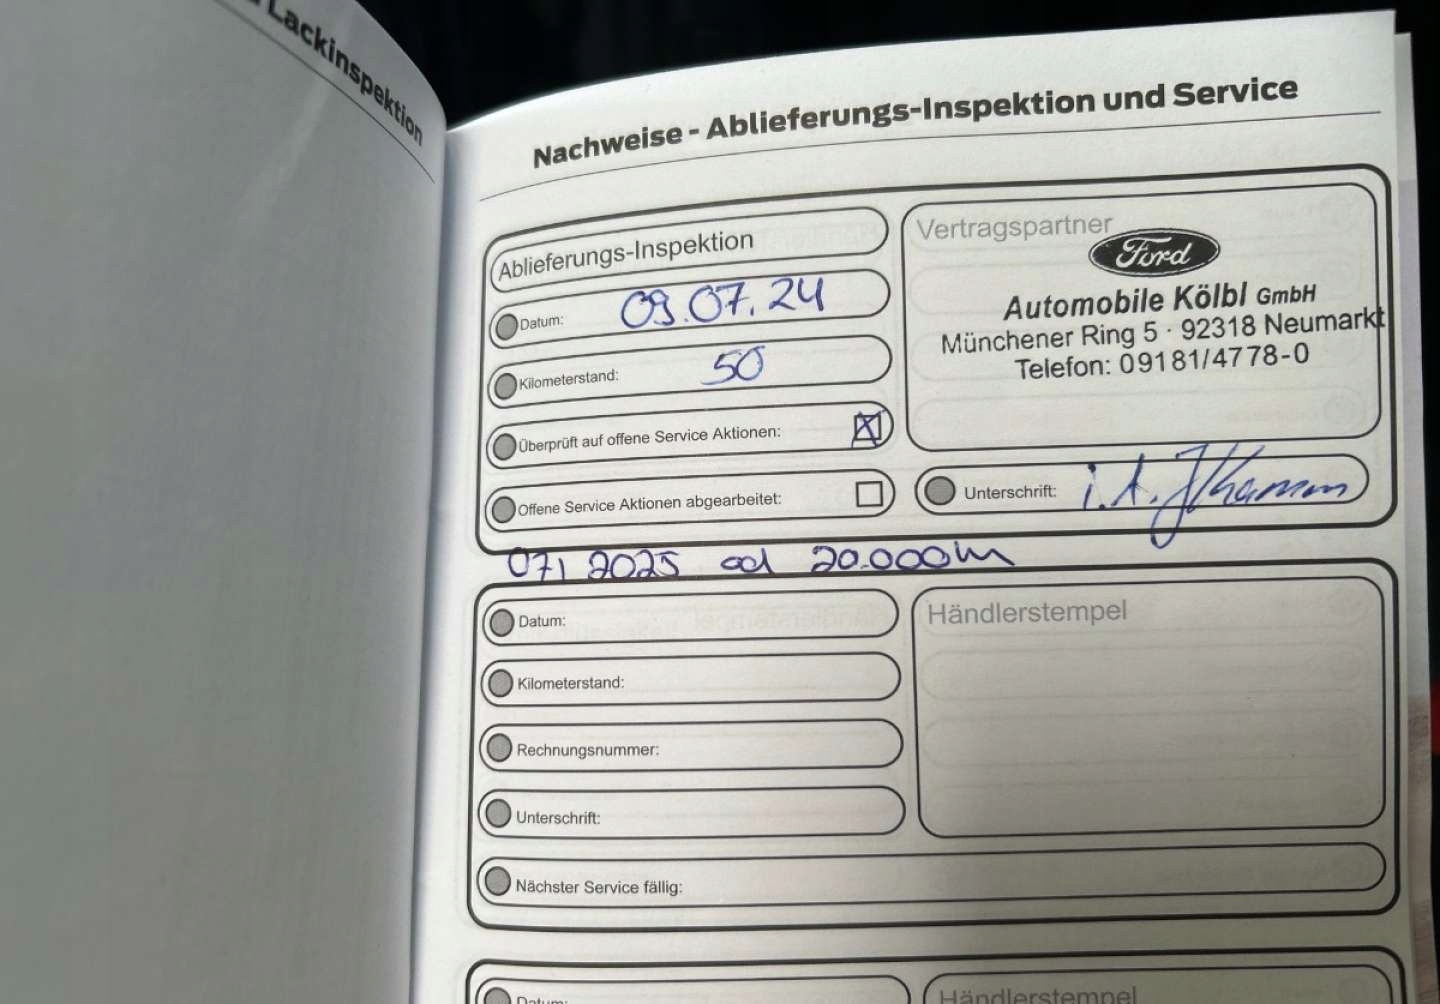 Lackinspektion
Nachweise - Ablieferungs-Inspektion und Service
Ablieferungs-Inspektion
Datum: 09.07.24
Kilometerstand: 50
Überprüft auf offene Service Aktionen: X
Offene Service Aktionen abgearbeitet:
Vertragspartner
Ford
Automobile Kölbl GmbH
Münchener Ring 5 · 92318 Neumarkt
Telefon: 09181/4778-0
Unterschrift: i.A.
07/2025 od 20.000km
Datum:
Kilometerstand:
Rechnungsnummer:
Unterschrift:
Nächster Service fällig:
Händlerstempel
Datum:
Händlerstempel